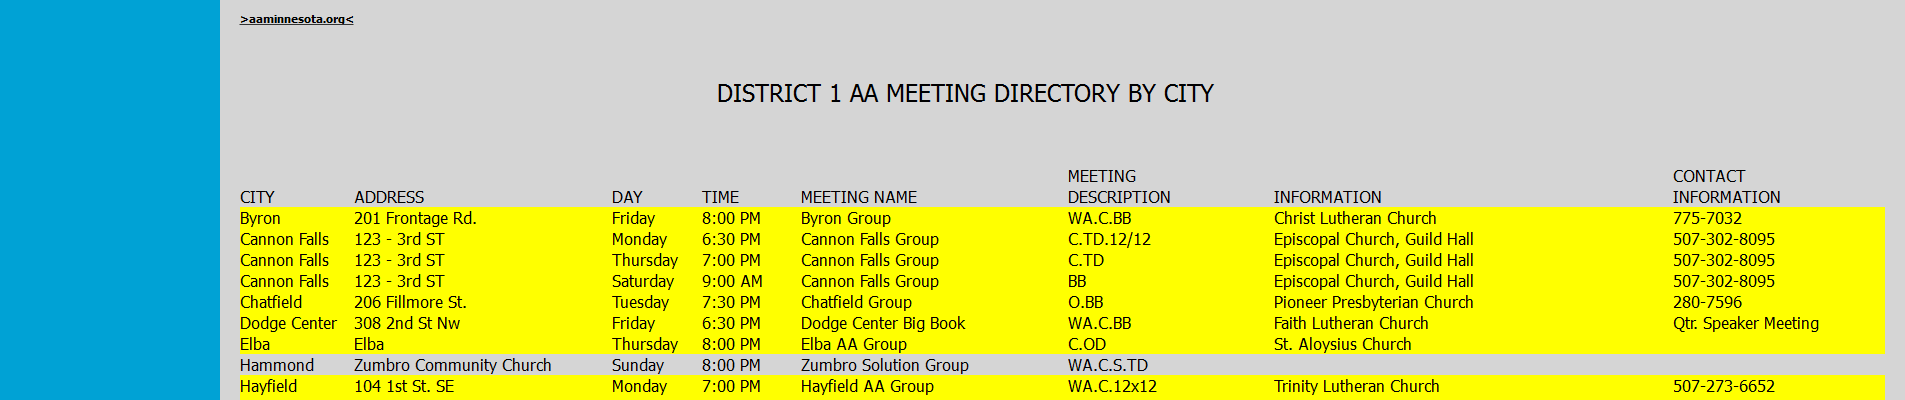 >aaminnesota.org<
DISTRICT 1 AA MEETING DIRECTORY BY CITY
MEETING CONTACT
CITY ADDRESS DAY TIME MEETING NAME DESCRIPTION INFORMATION INFORMATION
Byron 201 Frontage Rd. Friday 8:00 PM Byron Group WA.C.BB Christ Lutheran Church 775-7032
Cannon Falls 123 - 3rd ST Monday 6:30 PM Cannon Falls Group C.TD.12/12 Episcopal Church, Guild Hall 507-302-8095
Cannon Falls 123 - 3rd ST Thursday 7:00 PM Cannon Falls Group C.TD Episcopal Church, Guild Hall 507-302-8095
Cannon Falls 123 - 3rd ST Saturday 9:00 AM Cannon Falls Group BB Episcopal Church, Guild Hall 507-302-8095
Chatfield 206 Fillmore St. Tuesday 7:30 PM Chatfield Group O.BB Pioneer Presbyterian Church 280-7596
Dodge Center 308 2nd St Nw Friday 6:30 PM Dodge Center Big Book WA.C.BB Faith Lutheran Church Qtr. Speaker Meeting
Elba Elba Thursday 8:00 PM Elba AA Group C.OD St. Aloysius Church
Hammond Zumbro Community Church Sunday 8:00 PM Zumbro Solution Group WA.C.S.TD
Hayfield 104 1st St. SE Monday 7:00 PM Hayfield AA Group WA.C.12x12 Trinity Lutheran Church 507-273-6652